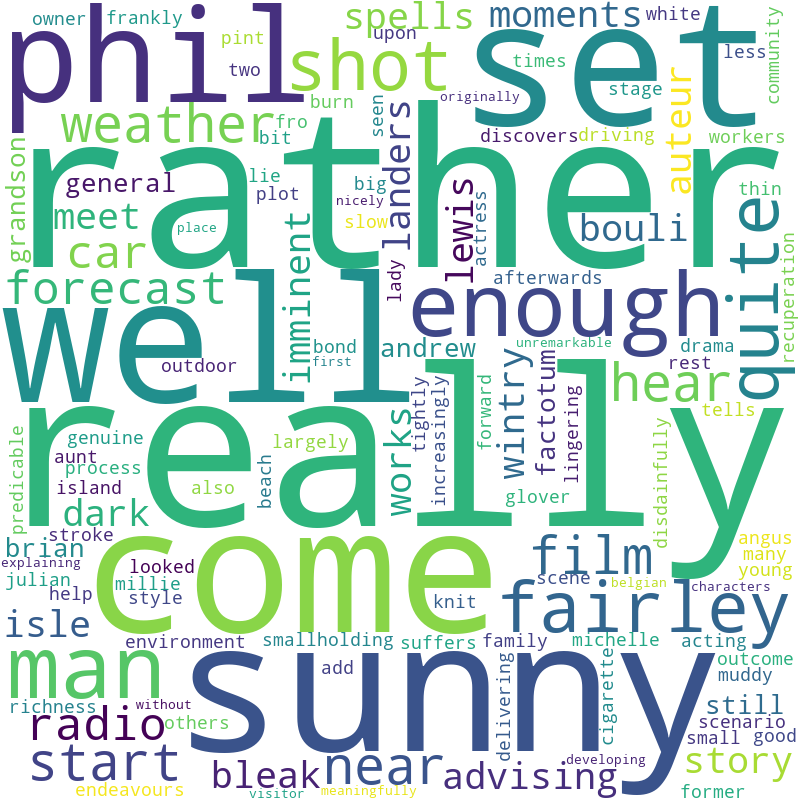 owner
frankly
spells
upon
moments
white
phil
pint
shot
set
less
community
two
times
stage
auteur
weather
burn
originally
fro
seen
bit
discovers
driving
workers
rather
grandson
general
lie
plot
big
nicely
landers
lewis
actress
thin
meet
place
slow
bouli
quite
car
imminent
lady
afterwards
recuperation
forecast
enough
well
outdoor
bond
first
andrew
unremarkable
drama
rest
hear
really
genuine
aunt
process
island
also
largely
beach
works
tightly
increasingly
forward
wintry
factotum
lingering
glover
tells
disdainfully
predicable
dark
stroke
brian
explaining
looked
julian
millie
help
style
come
knit
film
scene
belgian
angus
many
young
characters
fairley
isle
environment
smallholding
suffers
family
michelle
acting
man
sunny
add
delivering
cigarette
outcome
muddy
richness
without
others
radio
still
scenario
small
good
start
bleak
near
advising
developing
story
endeavours
visitor
meaningfully
former